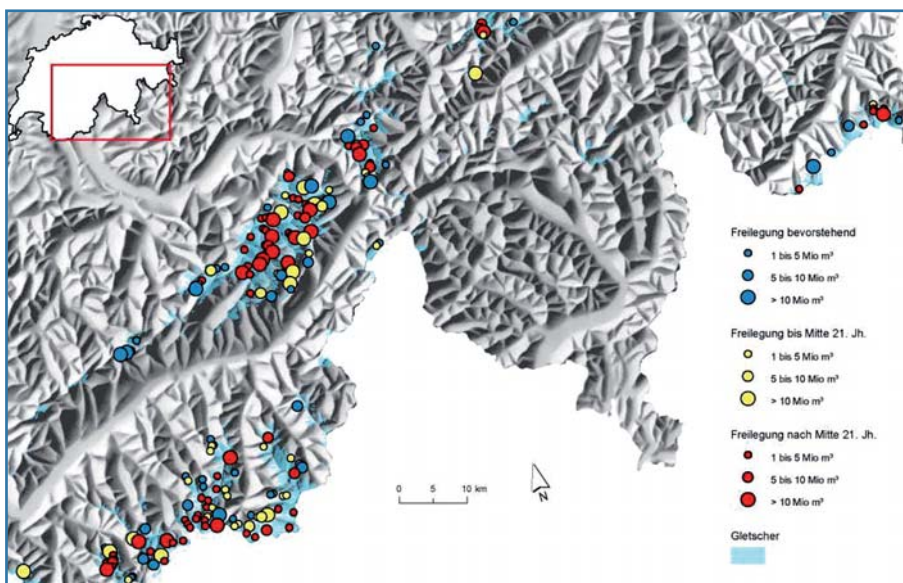 Freilegung bevorstehend
1 bis 5 Mio m³
5 bis 10 Mio m³
> 10 Mio m³
Freilegung bis Mitte 21. Jh.
1 bis 5 Mio m³
5 bis 10 Mio m³
> 10 Mio m³
Freilegung nach Mitte 21. Jh.
1 bis 5 Mio m³
5 bis 10 Mio m³
> 10 Mio m³
Gletscher
0 5 10 km
N